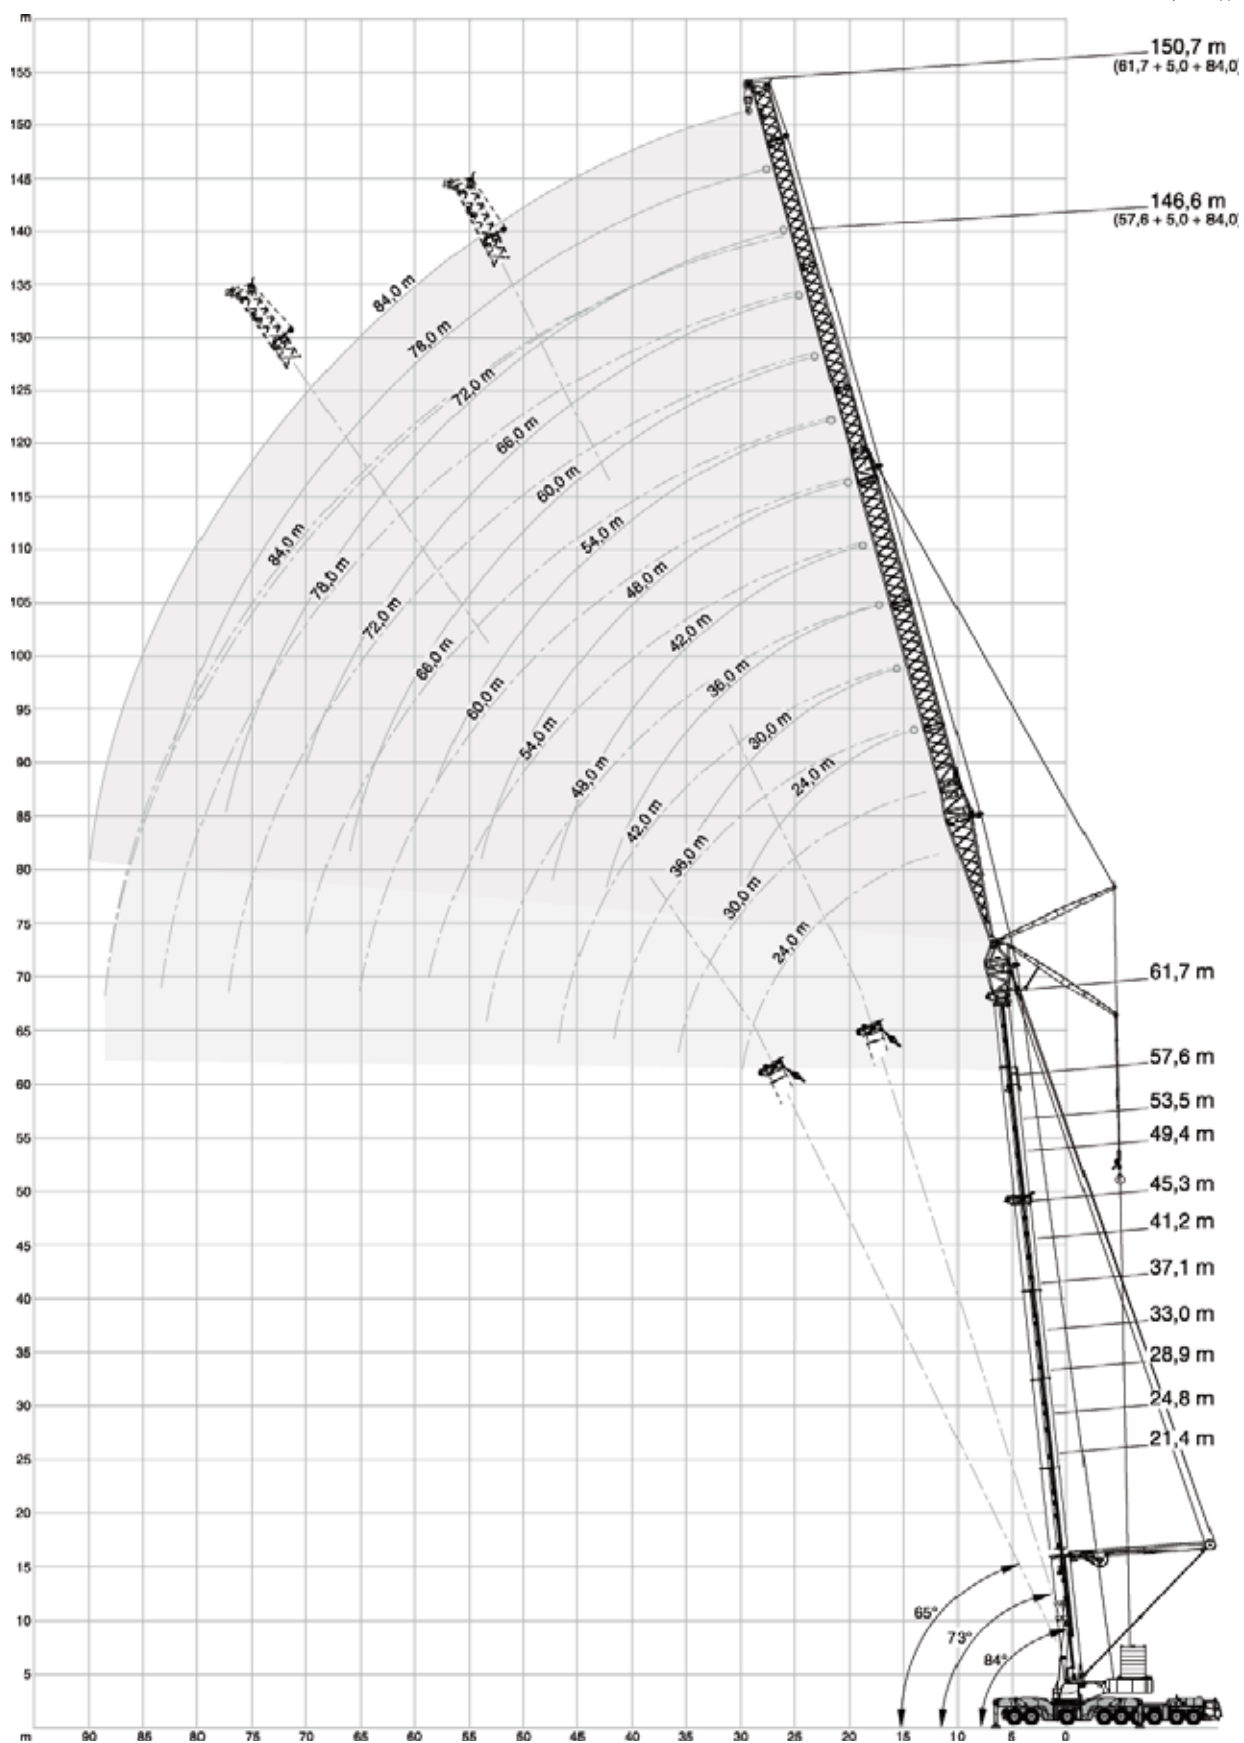 m
155
150,7 m
(61,7 + 5,0 + 84,0)
150
145
146,6 m
(57,6 + 5,0 + 84,0)
140
135
84,0 m
130
78,0 m
125
72,0 m
120
66,0 m
115
60,0 m
110
84,0 m
54,0 m
78,0 m
48,0 m
105
72,0 m
42,0 m
100
66,0 m
36,0 m
95
60,0 m
30,0 m
54,0 m
90
48,0 m
24,0 m
85
42,0 m
36,0 m
80
30,0 m
75
24,0 m
70
61,7 m
65
60
57,6 m
53,5 m
55
49,4 m
50
45,3 m
45
41,2 m
37,1 m
40
33,0 m
35
28,9 m
30
24,8 m
21,4 m
25
20
15
65°
10
73°
84°
5
m 90 85 80 75 70 65 60 55 50 45 40 35 30 25 20 15 10 5 0